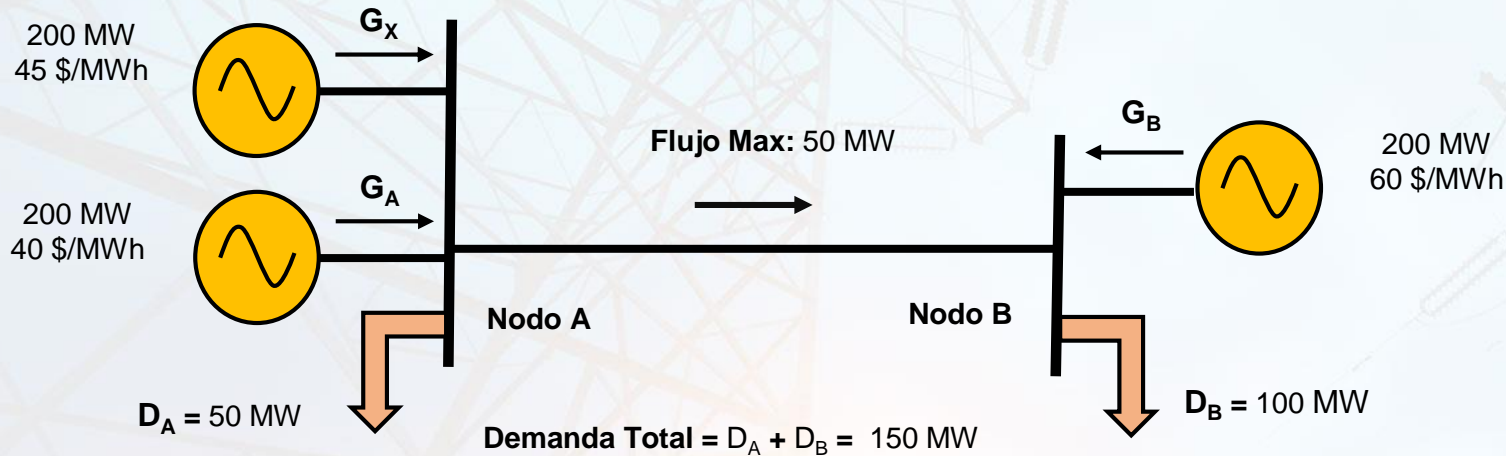 G_X
200 MW
45 $/MWh
G_A
200 MW
40 $/MWh
Flujo Max: 50 MW
G_B
200 MW
60 $/MWh
Nodo A
Nodo B
D_A = 50 MW
D_B = 100 MW
Demanda Total = D_A + D_B = 150 MW